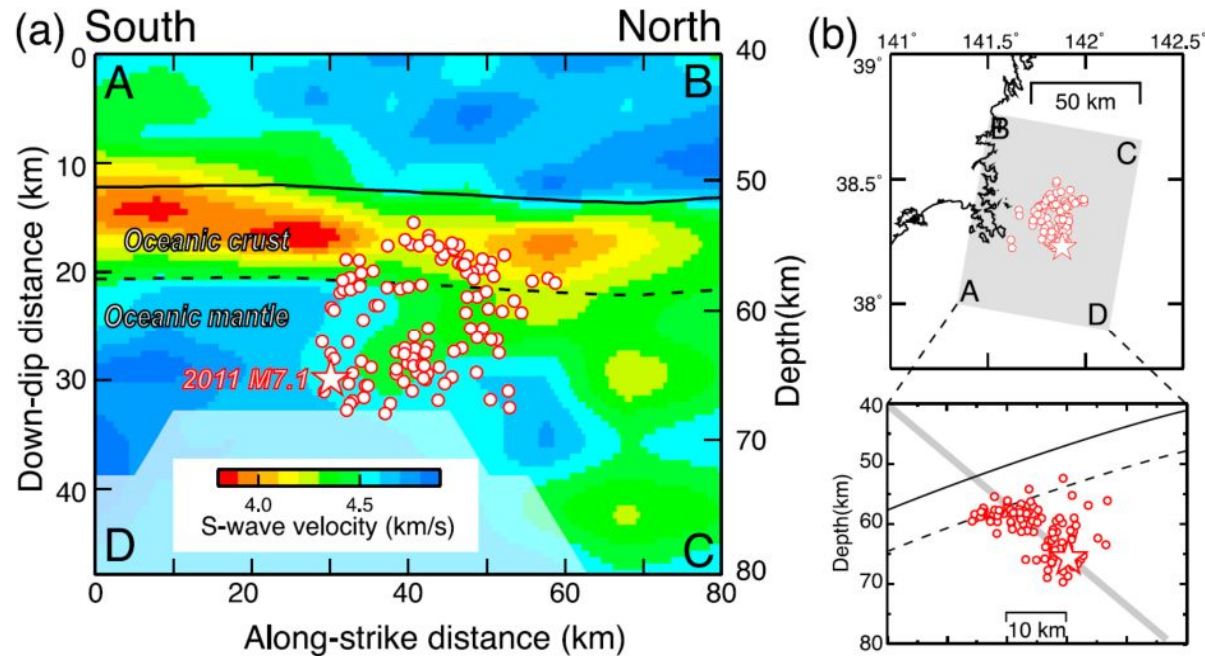 (a) South North
A B
Oceanic crust
Oceanic mantle
2011 M7.1
4.0 4.5
S-wave velocity (km/s)
D C
0
10
20
30
40
Down-dip distance (km)
40
50
60
70
80
Depth(km)
0 20 40 60 80
Along-strike distance (km)
(b)
141° 141.5° 142° 142.5°
39°
38.5°
38°
50 km
B
C
A
D
40
50
60
70
80
Depth(km)
10 km